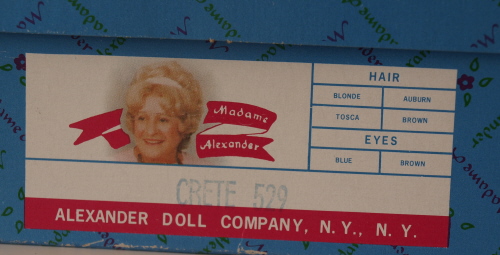 Madame
Alexander
HAIR
BLONDE AUBURN
TOSCA BROWN
EYES
BLUE BROWN
CRETE 529
ALEXANDER DOLL COMPANY, N.Y., N.Y.